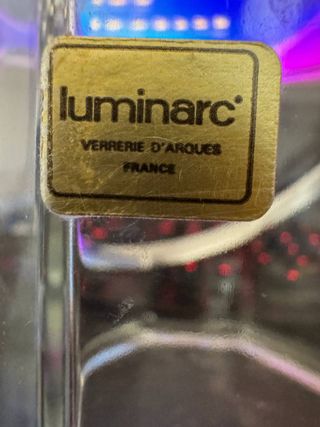 luminarc®
VERRERIE D'ARQUES
FRANCE